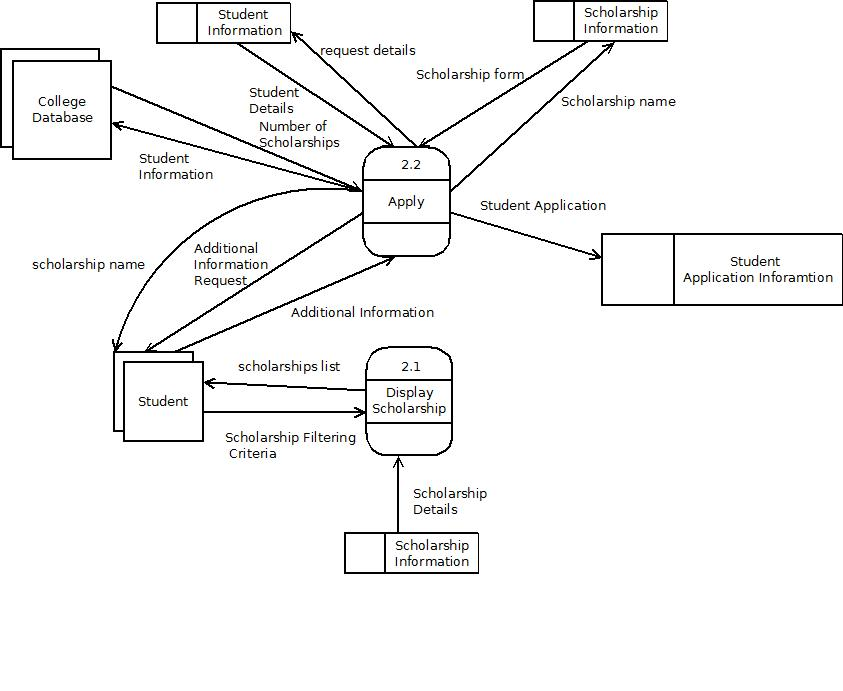 Student
Information
Scholarship
Information
request details
Scholarship form
Student
Details
Scholarship name
College
Database
Number of
Scholarships
Student
Information
2.2
Apply
Student Application
scholarship name
Additional
Information
Request
Student
Application Inforamtion
Additional Information
scholarships list
2.1
Display
Scholarship
Student
Scholarship Filtering
Criteria
Scholarship
Details
Scholarship
Information